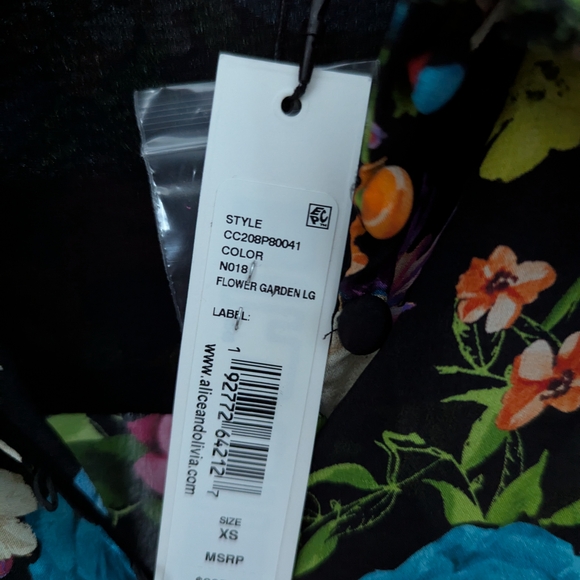 STYLE
CC208P80041
COLOR
N018
FLOWER GARDEN LG
LABEL:
1 92772 64212 7
www.aliceandolivia.com
SIZE
XS
MSRP